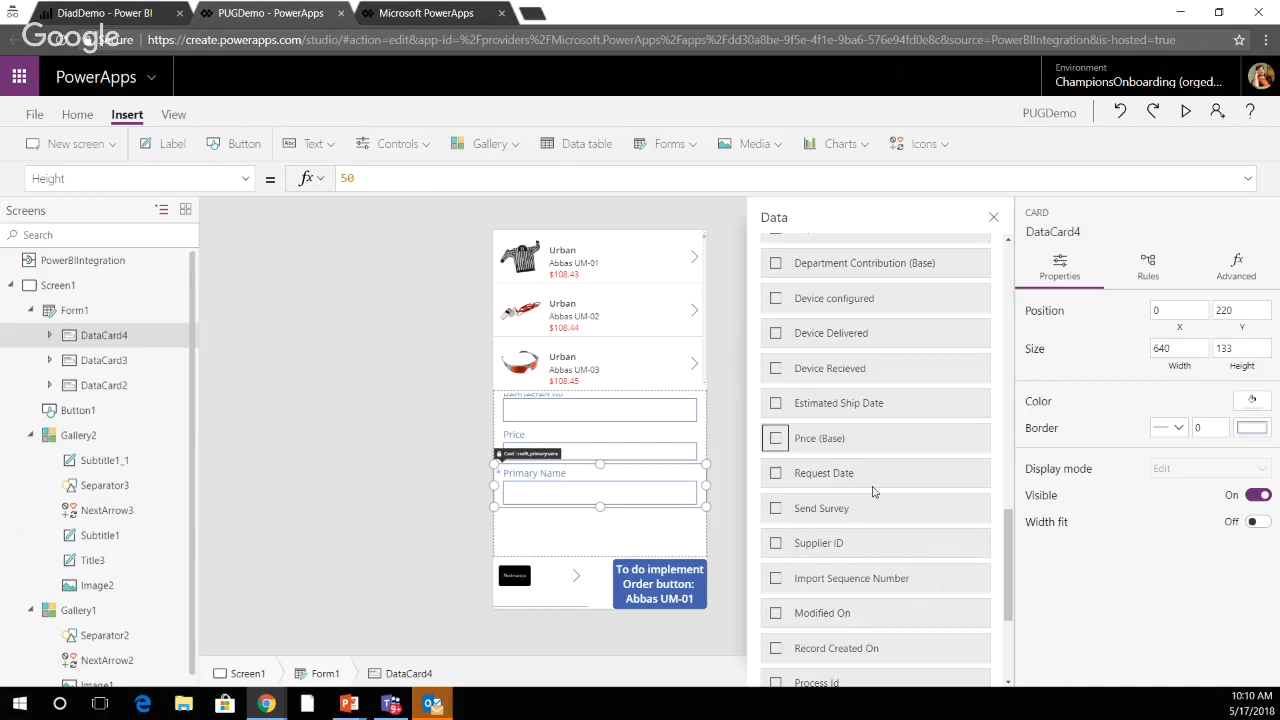 DiadDemo - Power BI
PUGDemo - PowerApps
Microsoft PowerApps
Google
https://create.powerapps.com/studio/#action=edit&app-id=%2Fproviders%2FMicrosoft.PowerApps%2Fapps%2Fdd30a8be-9f5e-4f1e-9ba6-576e94fd0e8c&source=PowerBIIntegration&is-hosted=true
PowerApps
Environment
ChampionsOnboarding (orged...
File
Home
Insert
View
PUGDemo
New screen
Label
Button
Text
Controls
Gallery
Data table
Forms
Media
Charts
Icons
Height
=
fx
50
Screens
Search
PowerBIIntegration
Screen1
Form1
DataCard4
DataCard3
DataCard2
Button1
Gallery2
Subtitle1_1
Separator3
NextArrow3
Subtitle1
Title3
Image2
Gallery1
Separator2
NextArrow2
Image1
Urban
Abbas UM-01
$108.43
Urban
Abbas UM-02
$108.44
Urban
Abbas UM-03
$108.45
Requested By
Price
* Primary Name
To do implement
Order button:
Abbas UM-01
Screen1
Form1
DataCard4
Data
Department Contribution (Base)
Device configured
Device Delivered
Device Recieved
Estimated Ship Date
Price (Base)
Request Date
Send Survey
Supplier ID
Import Sequence Number
Modified On
Record Created On
Process Id
CARD
DataCard4
Properties
Rules
Advanced
Position
0
220
X
Y
Size
640
133
Width
Height
Color
Border
0
Display mode
Edit
Visible
On
Width fit
Off
10:10 AM
5/17/2018